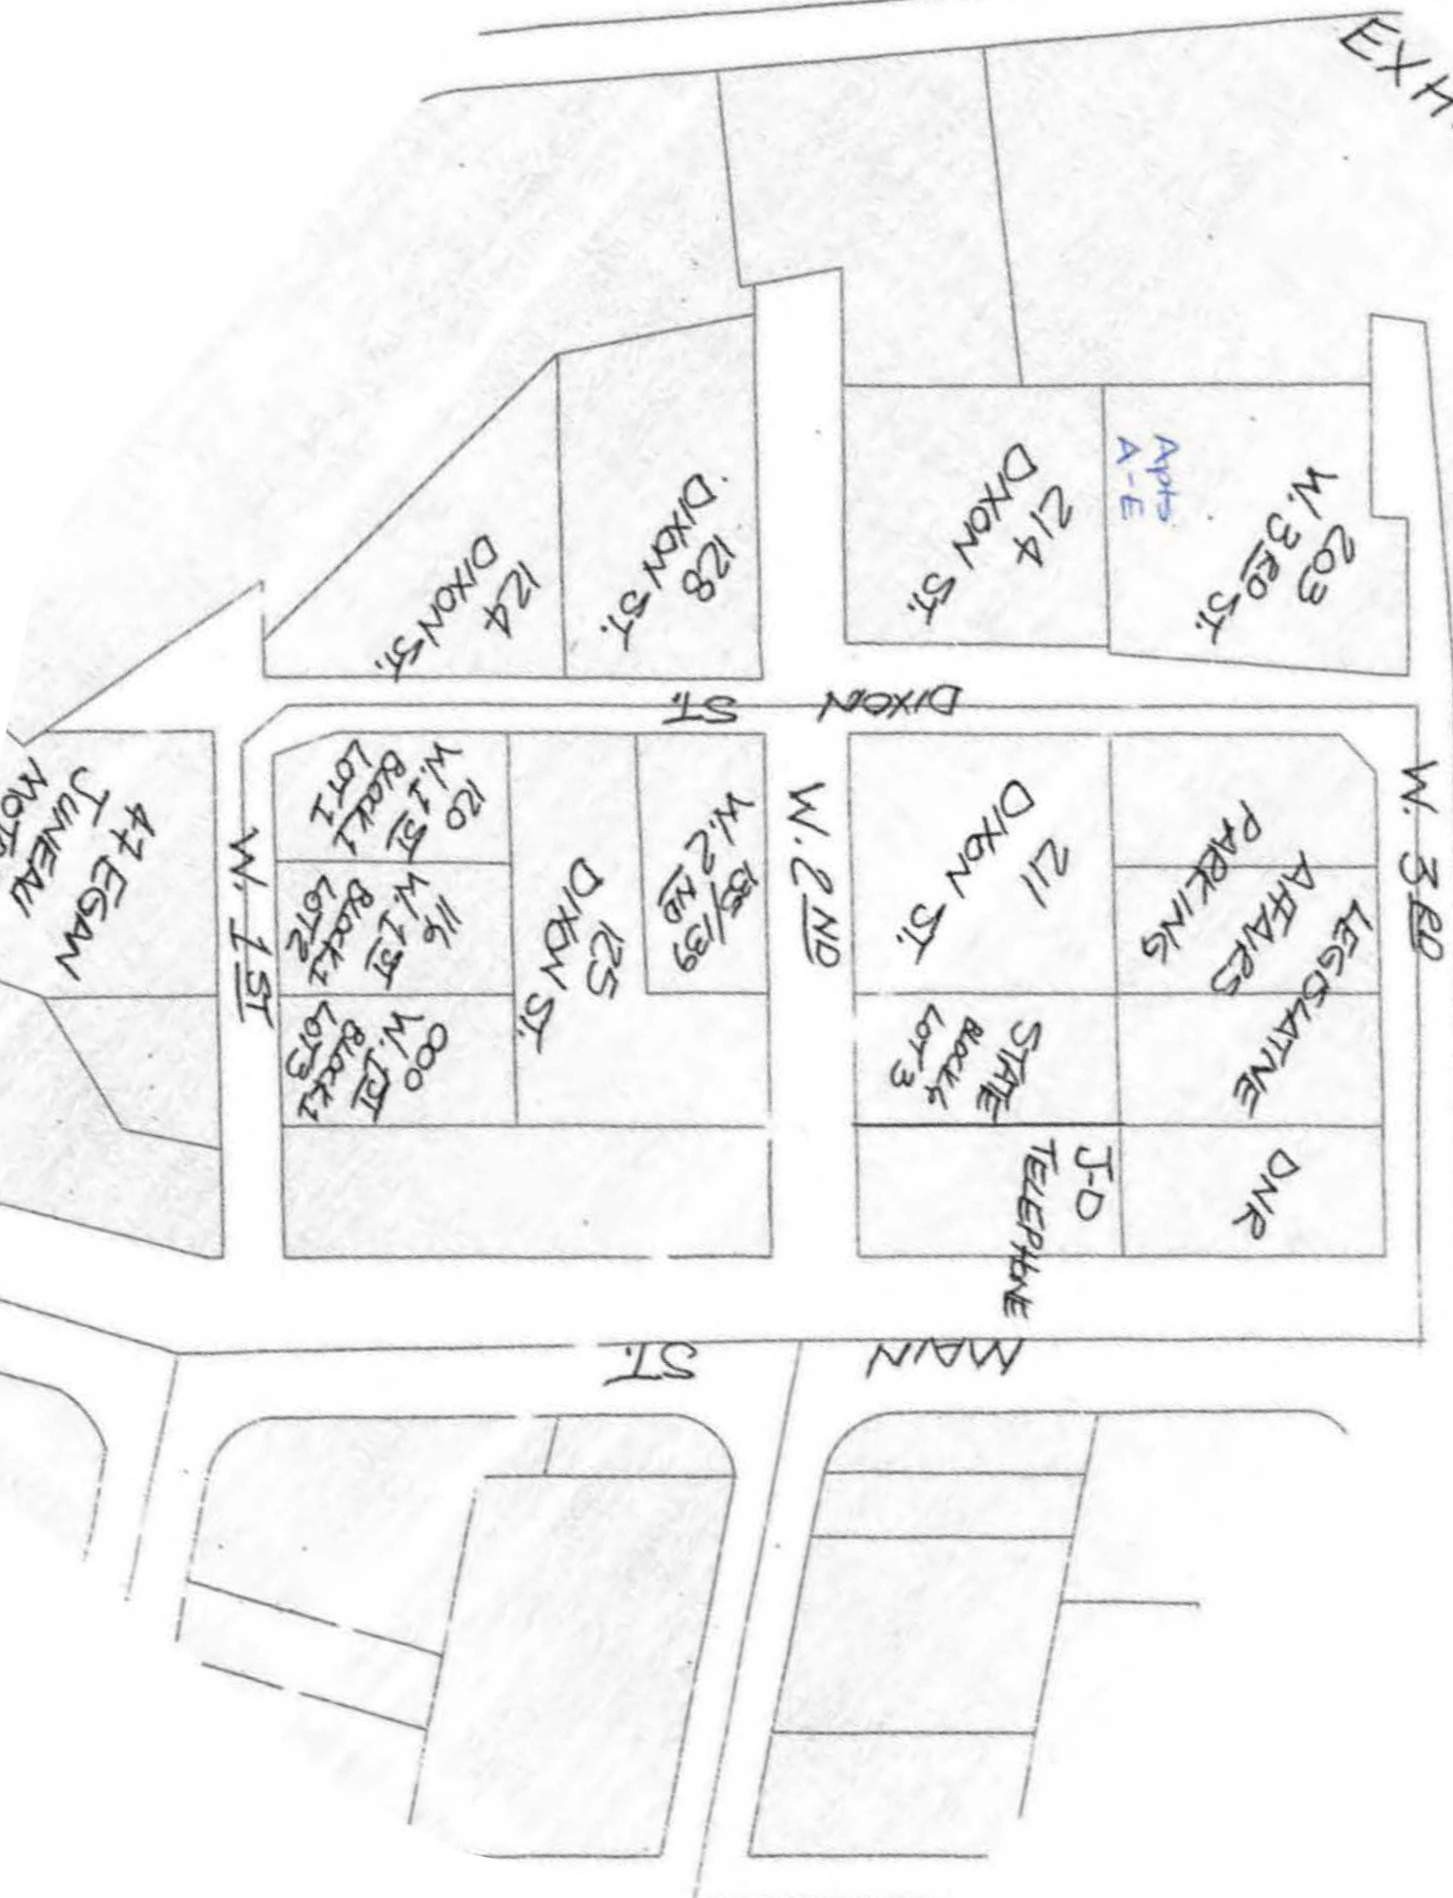 EXH
203
W. 3RD ST.
Apts
A-E
214
DIXON ST.
128
DIXON ST.
124
DIXON ST.
DIXON ST.
W. 3RD
LEGISLATIVE
AFFAIRS
PARKING
DNR
211
DIXON ST.
STATE
BLOCK 4
LOT 3
J-D
TELEPHONE
W. 2ND
/139
W. 2ND
125
DIXON ST.
120
W. 1ST
BLOCK 1
LOT 1
116
W. 1ST
BLOCK 1
LOT 2
000
W. 1ST
BLOCK 1
LOT 3
W. 1ST
47 EGAN
JUNEAU
MOT
MAIN ST.